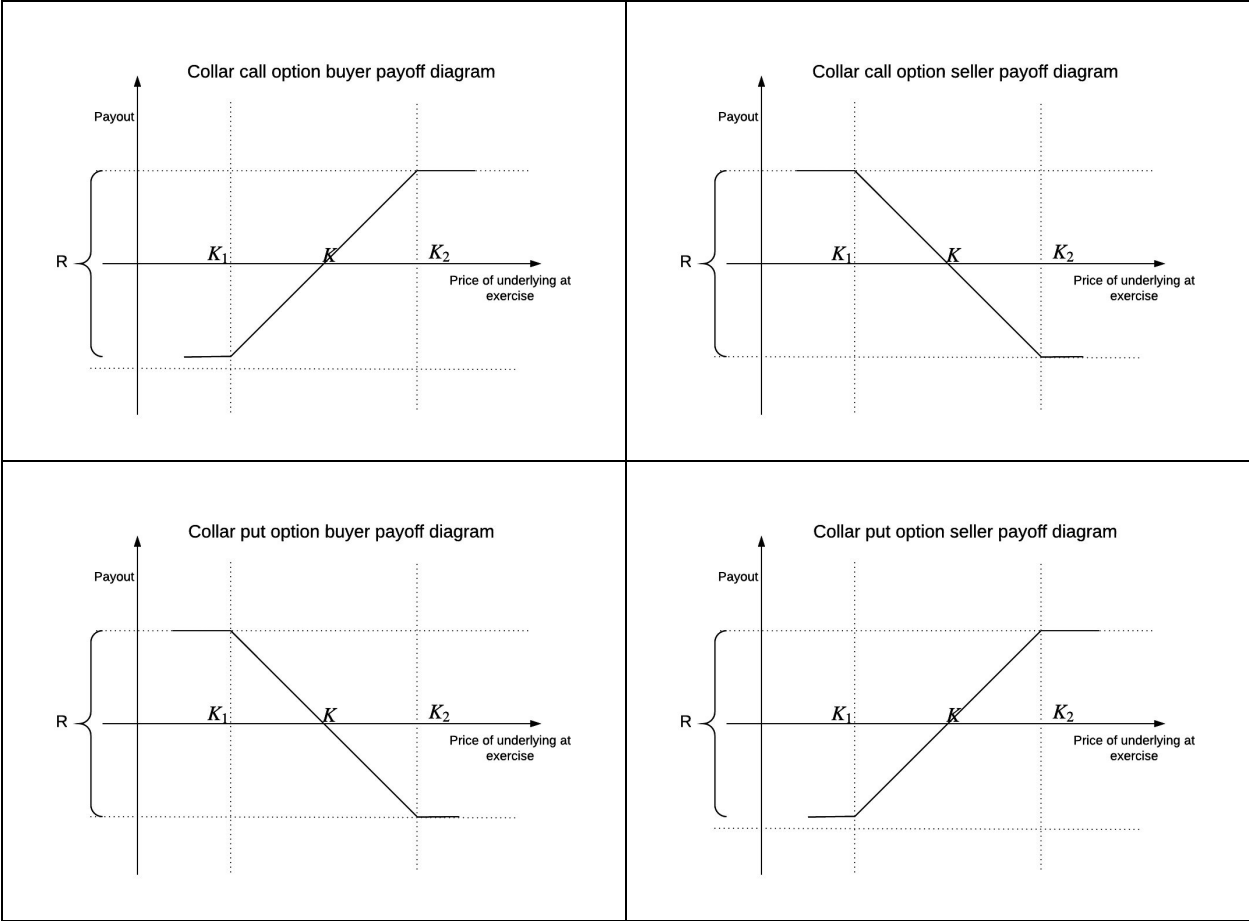 Collar call option buyer payoff diagram
Payout
R
K1
K
K2
Price of underlying at
exercise
Collar call option seller payoff diagram
Payout
R
K1
K
K2
Price of underlying at
exercise
Collar put option buyer payoff diagram
Payout
R
K1
K
K2
Price of underlying at
exercise
Collar put option seller payoff diagram
Payout
R
K1
K
K2
Price of underlying at
exercise